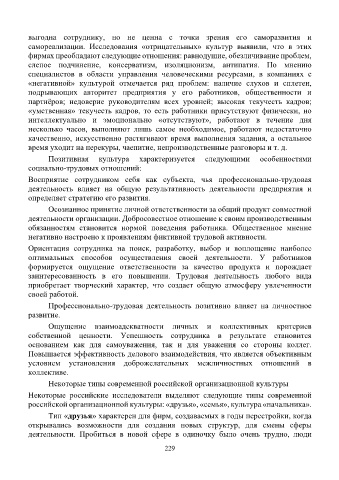 выгодна сотруднику, но не ценна с точки зрения его саморазвития и
самореализации. Исследования «отрицательных» культур выявили, что в этих
фирмах преобладают следующие отношения: равнодушие, обезличивание проблем,
слепое подчинение, консерватизм, изоляционизм, антипатия. По мнению
специалистов в области управления человеческими ресурсами, в компаниях с
«негативной» культурой отмечается ряд проблем: наличие слухов и сплетен,
подрывающих авторитет предприятия у его работников, общественности и
партнёров; недоверие руководителям всех уровней; высокая текучесть кадров;
«умственная» текучесть кадров, то есть работники присутствуют физически, но
интеллектуально и эмоционально «отсутствуют», работают в течение дня
несколько часов, выполняют лишь самое необходимое, работают недостаточно
качественно, искусственно растягивают время выполнения задания, а остальное
время уходит на перекуры, чаепитие, непроизводственные разговоры и т. д.
Позитивная культура характеризуется следующими особенностями
социально-трудовых отношений:
Восприятие сотрудником себя как субъекта, чья профессионально-трудовая
деятельность влияет на общую результативность деятельности предприятия и
определяет стратегию его развития.
Осознанное принятие личной ответственности за общий продукт совместной
деятельности организации. Добросовестное отношение к своим производственным
обязанностям становится нормой поведения работника. Общественное мнение
негативно настроено к проявлениям фиктивной трудовой активности.
Ориентация сотрудника на поиск, разработку, выбор и воплощение наиболее
оптимальных способов осуществления своей деятельности. У работников
формируется ощущение ответственности за качество продукта и порождает
заинтересованность в его повышении. Трудовая деятельность любого вида
приобретает творческий характер, что создает общую атмосферу увлеченности
своей работой.
Профессионально-трудовая деятельность позитивно влияет на личностное
развитие.
Ощущение взаимоадекватности личных и коллективных критериев
собственной ценности. Успешность сотрудника в результате становится
основанием как для самоуважения, так и для уважения со стороны коллег.
Повышается эффективность делового взаимодействия, что является объективным
условием установления доброжелательных межличностных отношений в
коллективе.
Некоторые типы современной российской организационной культуры
Некоторые российские исследователи выделяют следующие типы современной
российской организационной культуры: «друзья», «семья», культура «начальника».
Тип «друзья» характерен для фирм, создаваемых в годы перестройки, когда
открывались возможности для создания новых структур, для смены сферы
деятельности. Пробиться в новой сфере в одиночку было очень трудно, люди
229